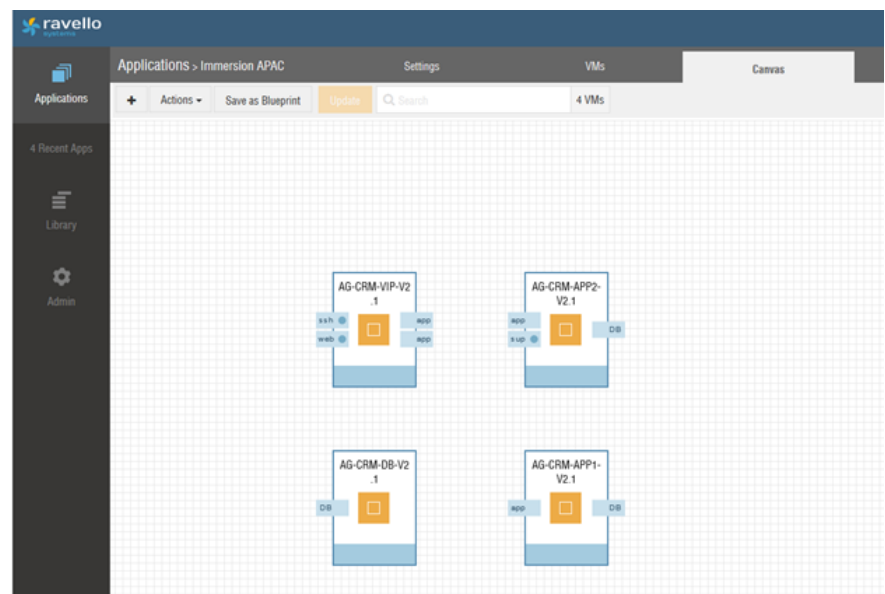 ravello
systems
Applications > Immersion APAC
Settings
VMs
Canvas
Applications
+ Actions Save as Blueprint Update Search 4 VMs
4 Recent Apps
Library
Admin
AG-CRM-VIP-V2
.1
ssh
web
app
app
AG-CRM-APP2-
V2.1
app
sup
DB
AG-CRM-DB-V2
.1
DB
AG-CRM-APP1-
V2.1
app
DB